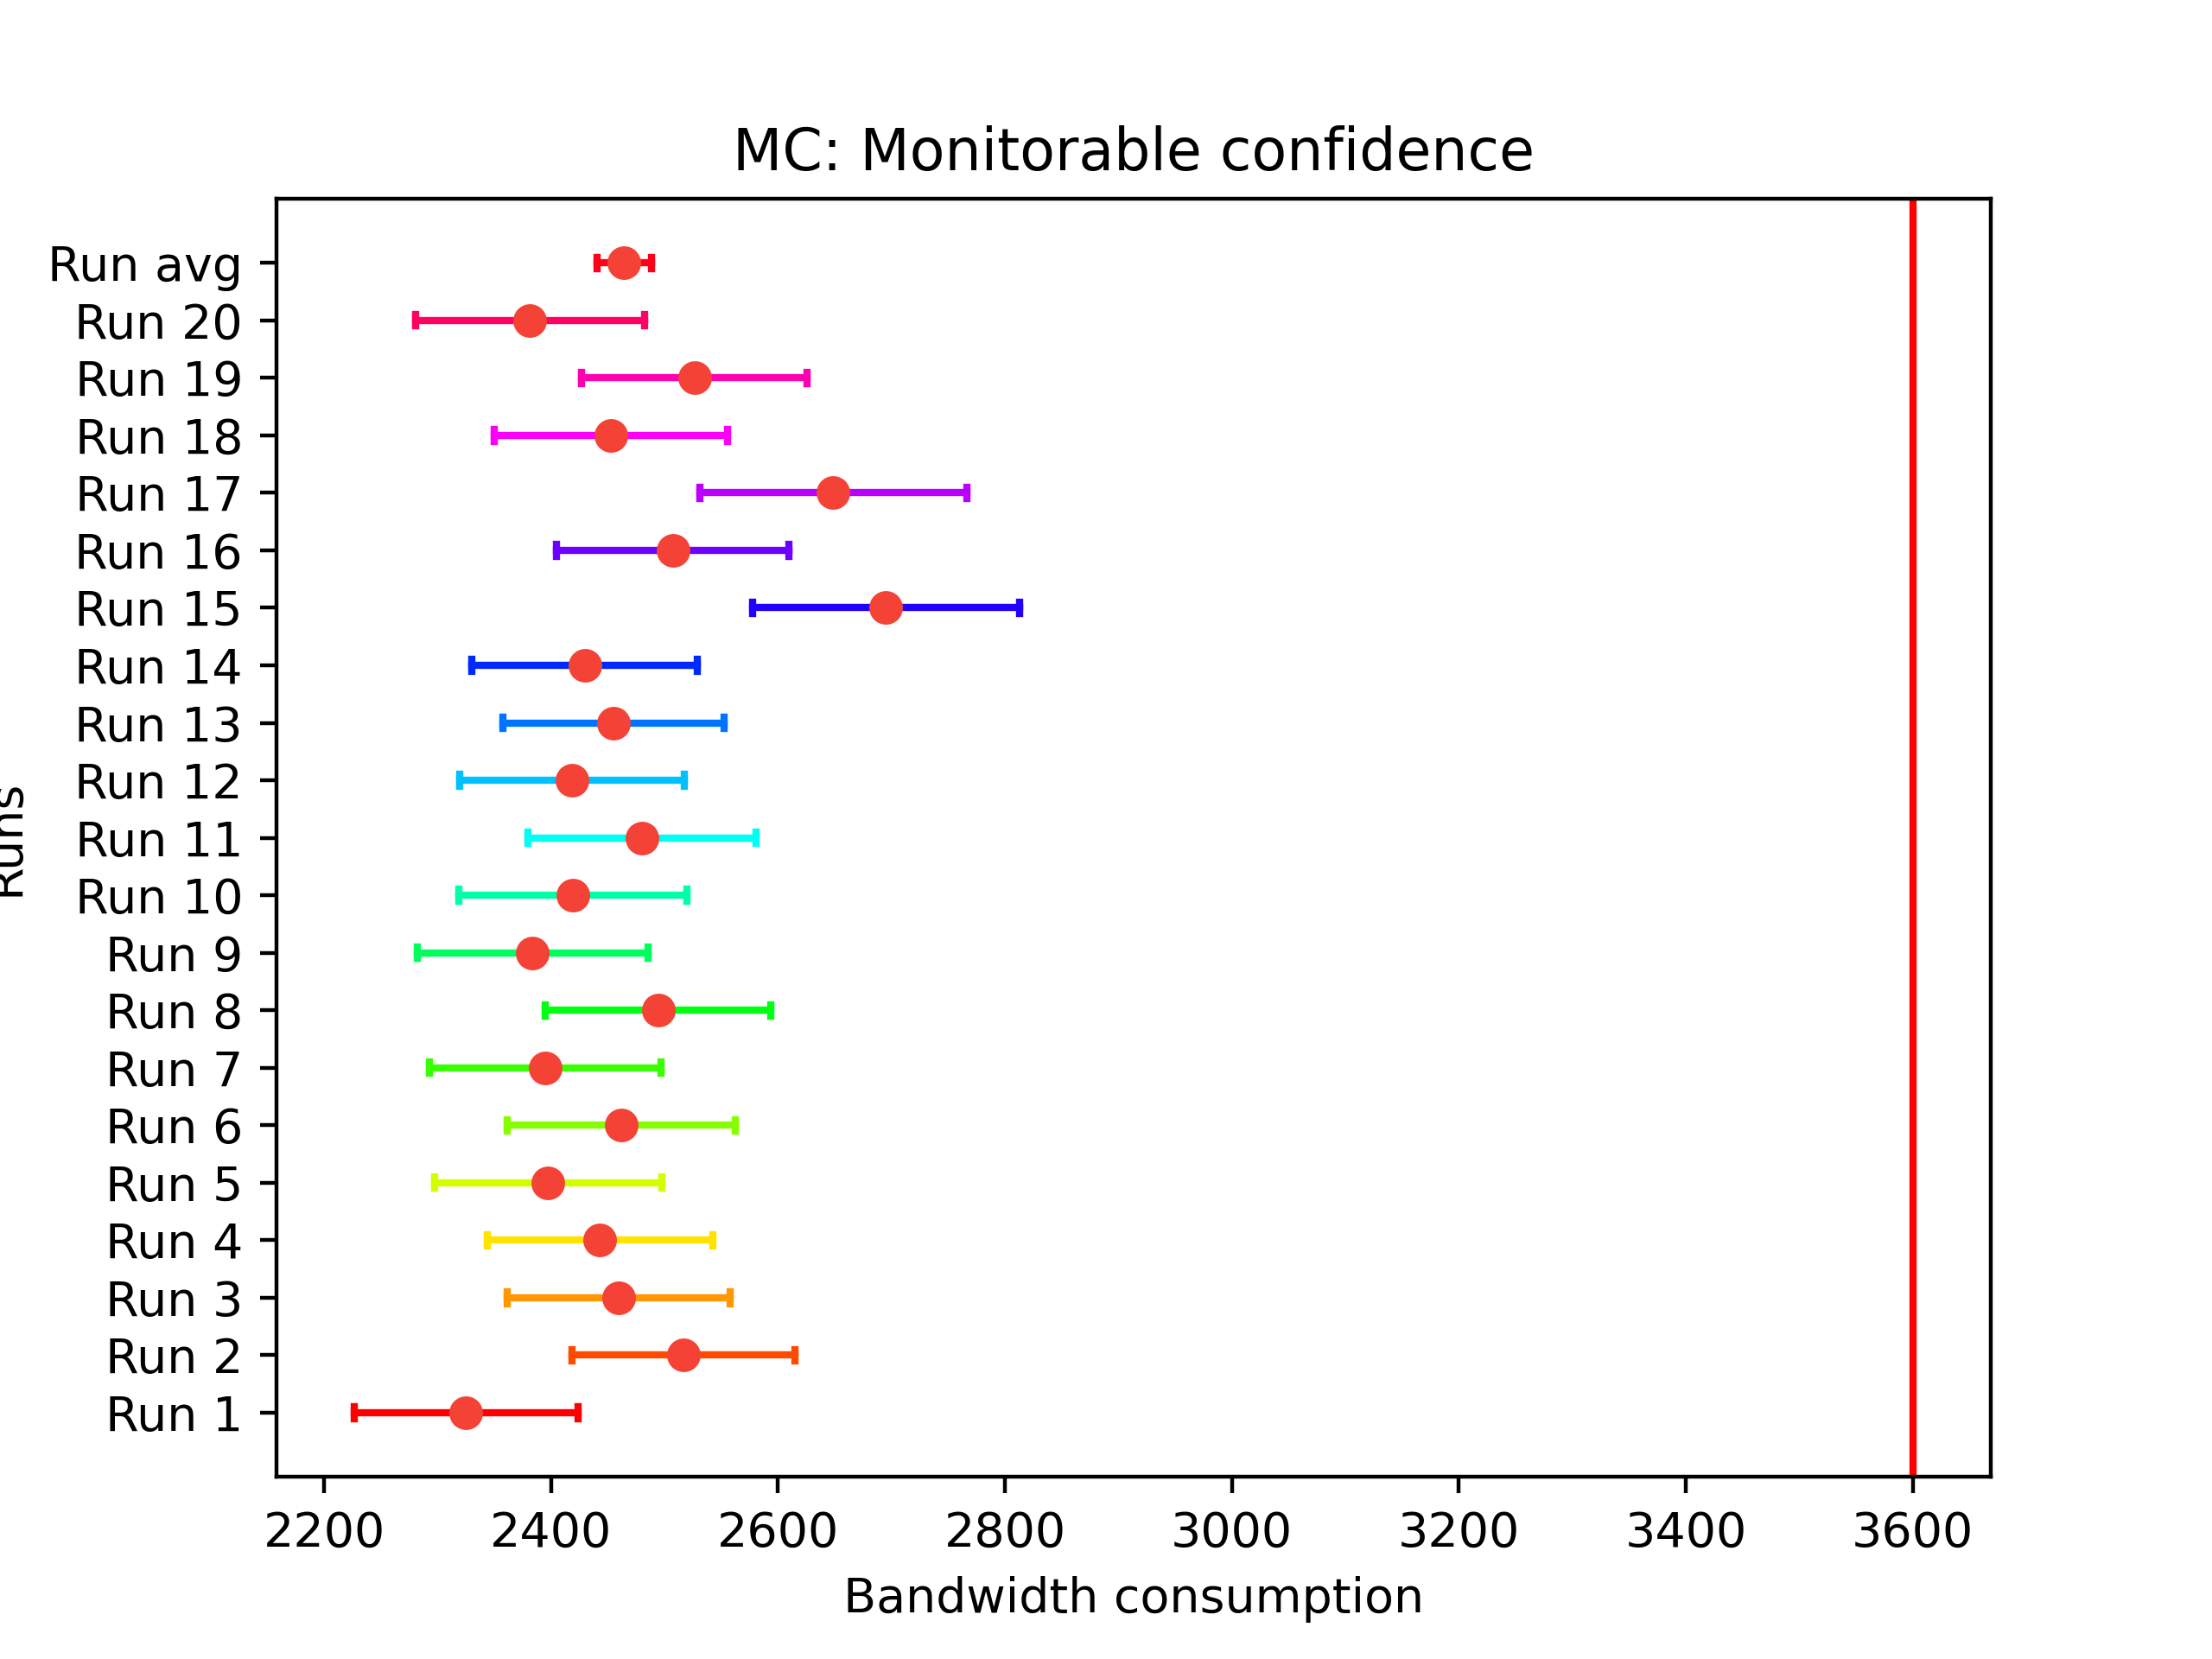 MC: Monitorable confidence
Run avg
Run 20
Run 19
Run 18
Run 17
Run 16
Run 15
Run 14
Run 13
Run 12
Run 11
Run 10
Run 9
Run 8
Run 7
Run 6
Run 5
Run 4
Run 3
Run 2
Run 1
Runs
2200 2400 2600 2800 3000 3200 3400 3600
Bandwidth consumption